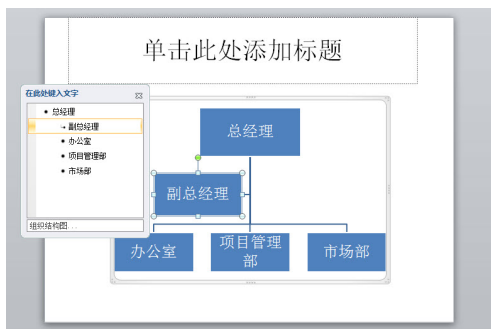 单击此处添加标题
在此处键入文字
总经理
副总经理
办公室
项目管理部
市场部
组织结构图...
总经理
副总经理
办公室
项目管理
部
市场部